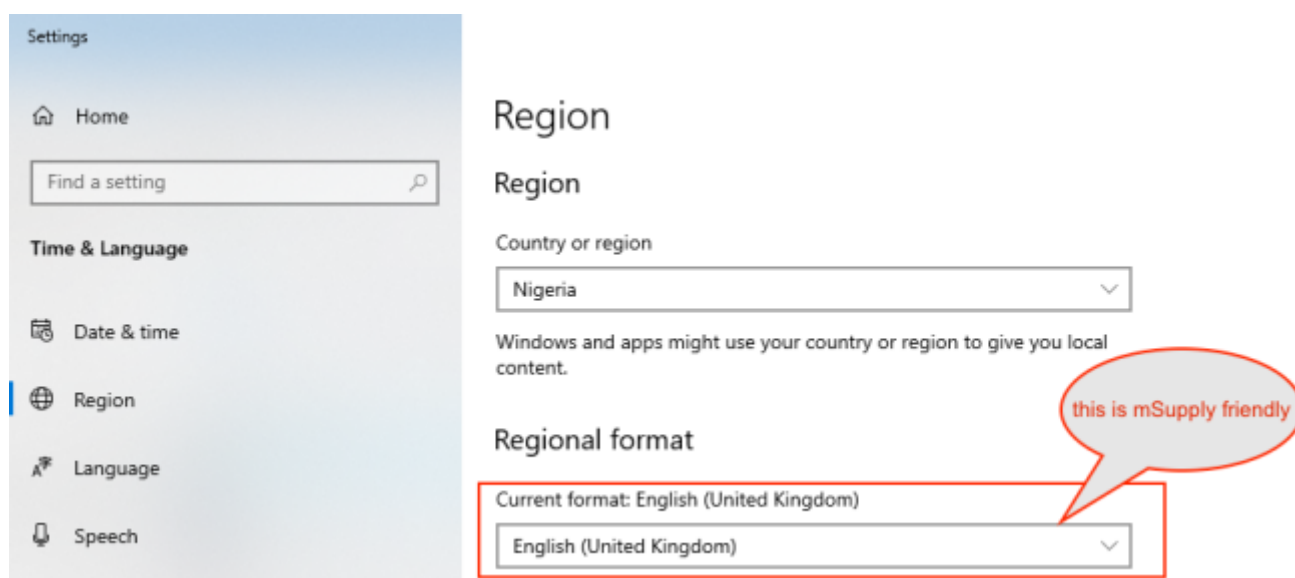 Settings
Home
Find a setting
Time & Language
Date & time
Region
Language
Speech
Region
Region
Country or region
Nigeria
Windows and apps might use your country or region to give you local
content.
this is mSupply friendly
Regional format
Current format: English (United Kingdom)
English (United Kingdom)